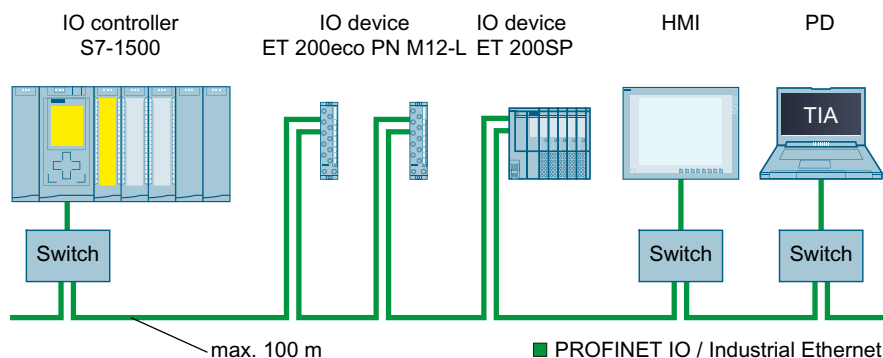 IO controller
S7-1500
IO device
ET 200eco PN M12-L
IO device
ET 200SP
HMI
PD
TIA
Switch
Switch
Switch
max. 100 m
PROFINET IO / Industrial Ethernet